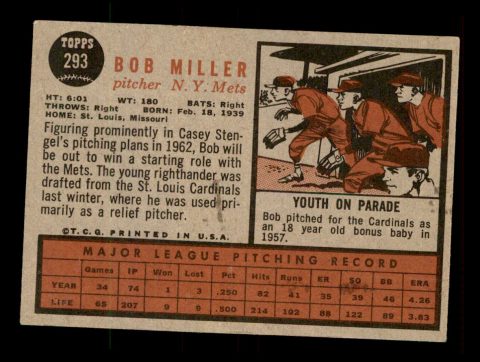 TOPPS
293
BOB MILLER
pitcher N. Y. Mets
HT: 6:01 WT: 180 BATS: Right
THROWS: Right BORN: Feb. 18, 1939
HOME: St. Louis, Missouri
Figuring prominently in Casey Sten-
gel's pitching plans in 1962, Bob will
be out to win a starting role with
the Mets. The young righthander was
drafted from the St. Louis Cardinals
last winter, where he was used pri-
marily as a relief pitcher.
©T.C.G. PRINTED IN U.S.A.
YOUTH ON PARADE
Bob pitched for the Cardinals as
an 18 year old bonus baby in
1957.
MAJOR LEAGUE PITCHING RECORD
Games IP Won Lost Pct. Hits Runs ER SO BB ERA
YEAR 34 74 1 3 .250 82 41 35 39 46 4.26
LIFE 65 207 9 9 .500 214 102 88 122 89 3.83